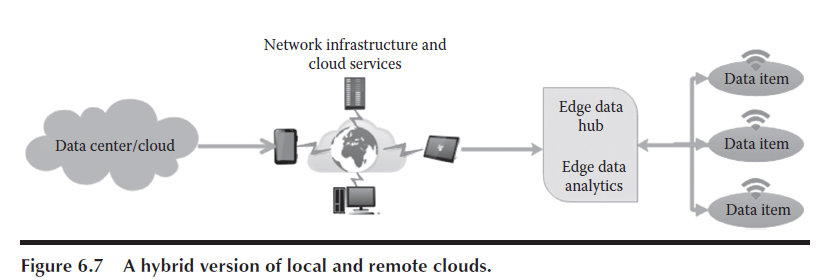 Network infrastructure and
cloud services
Data center/cloud
Edge data
hub
Edge data
analytics
Data item
Data item
Data item
Figure 6.7 A hybrid version of local and remote clouds.